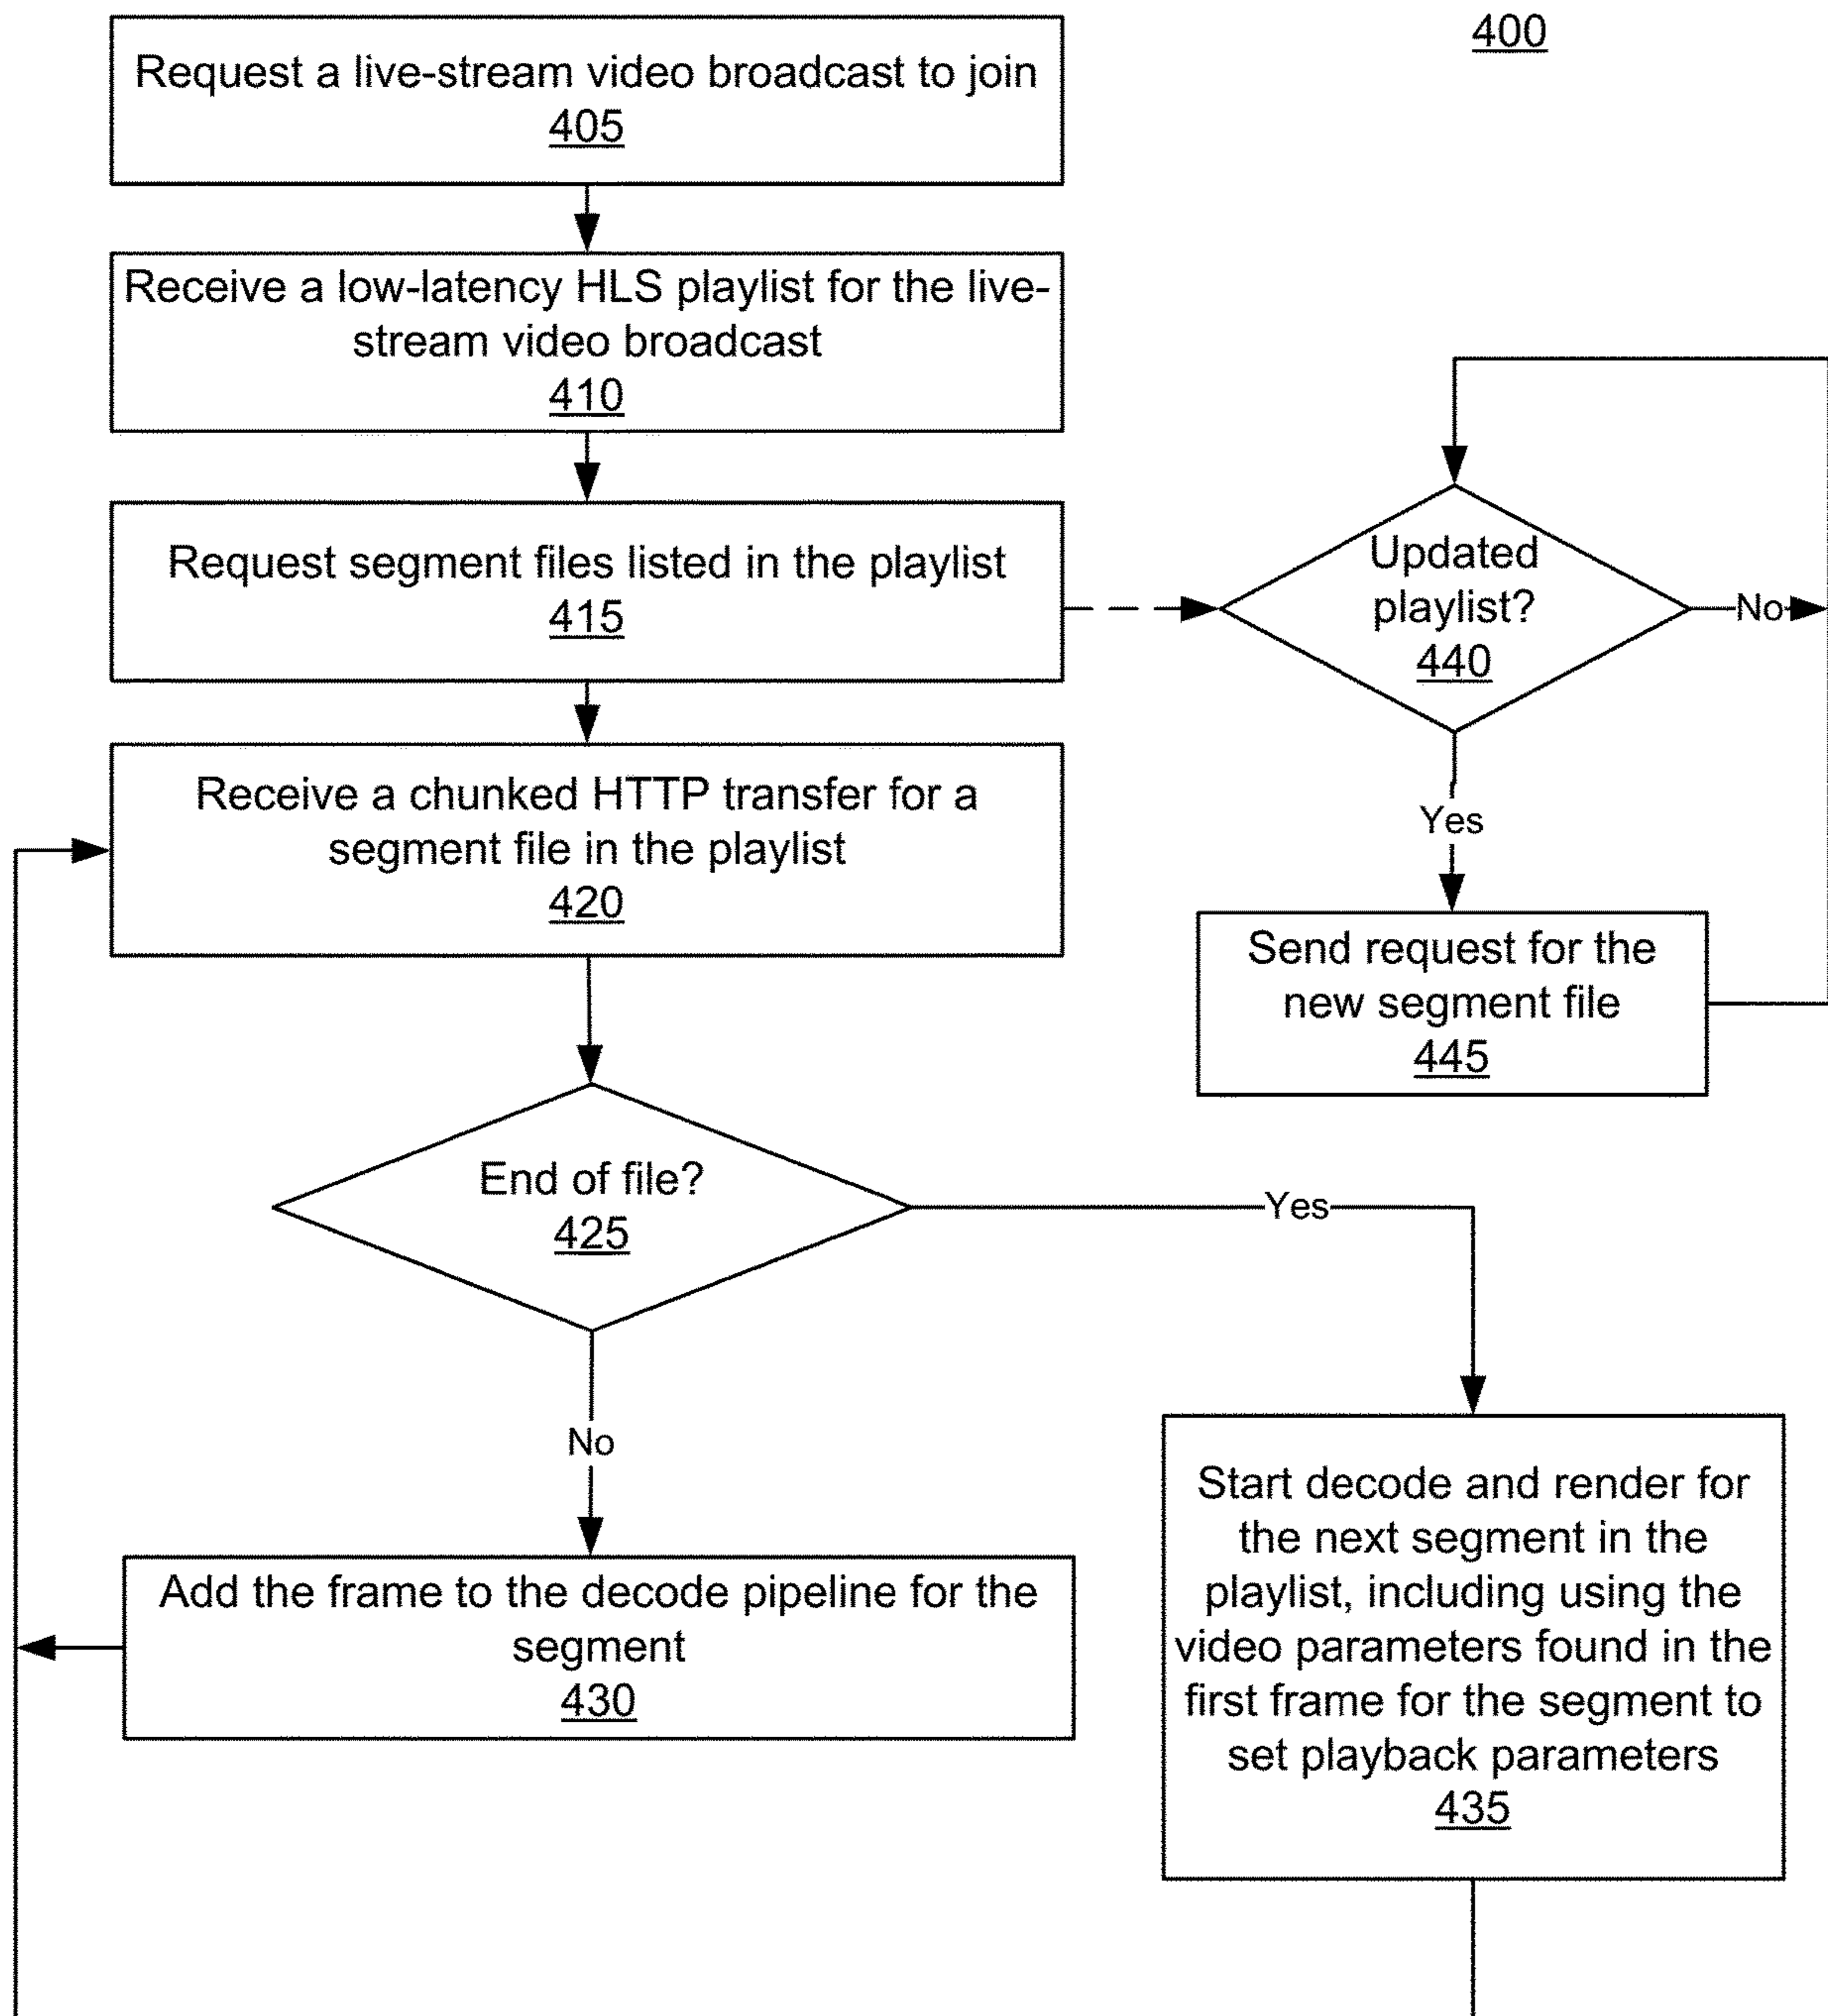 400
Request a live-stream video broadcast to join
405
Receive a low-latency HLS playlist for the live-
stream video broadcast
410
Request segment files listed in the playlist
415
Updated
playlist?
440
No
Yes
Receive a chunked HTTP transfer for a
segment file in the playlist
420
Send request for the
new segment file
445
End of file?
425
Yes
No
Add the frame to the decode pipeline for the
segment
430
Start decode and render for
the next segment in the
playlist, including using the
video parameters found in the
first frame for the segment to
set playback parameters
435